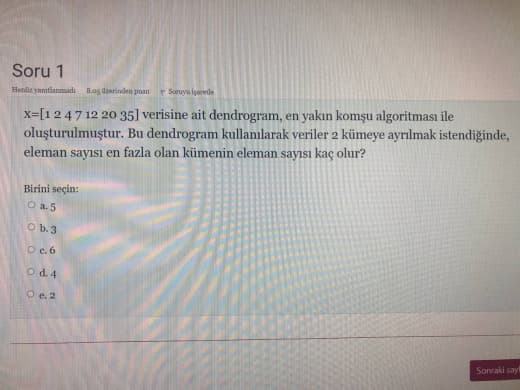 Soru 1
Henüz yanıtlanmadı 8,05 üzerinden puan Soruyu işaretle
x=[1 2 4 7 12 20 35] verisine ait dendrogram, en yakın komşu algoritması ile
oluşturulmuştur. Bu dendrogram kullanılarak veriler 2 kümeye ayrılmak istendiğinde,
eleman sayısı en fazla olan kümenin eleman sayısı kaç olur?
Birini seçin:
a. 5
b. 3
c. 6
d. 4
e. 2
Sonraki sayf